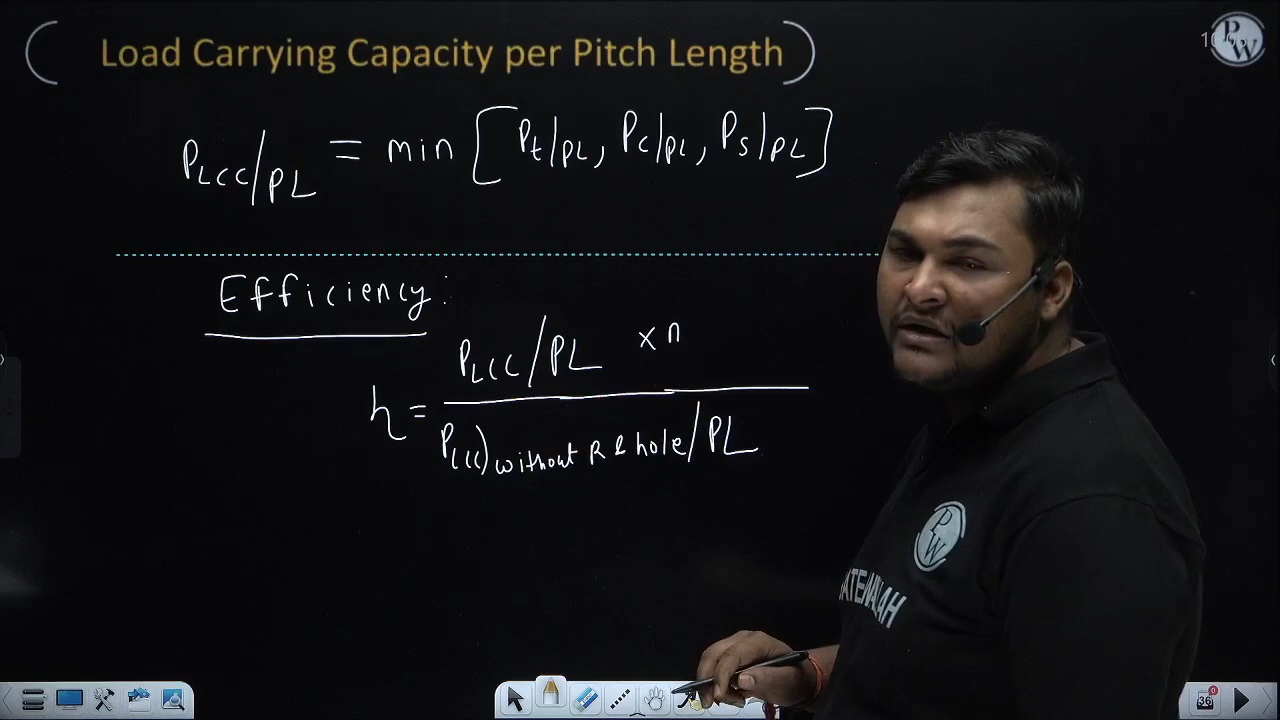 Load Carrying Capacity per Pitch Length
PLCC/PL = min [Pt/PL, Pc/PL, Ps/PL]
Efficiency:
PLCC/PL × n
η =
PLCC) without R & hole/PL
PW
PW
36